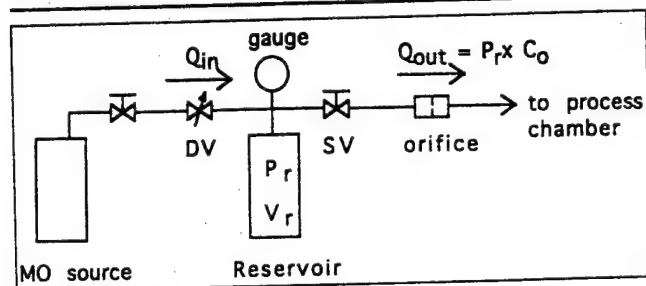 gauge
Qin
Qout = Pr x Co
to process
chamber
DV
SV
orifice
Pr
Vr
MO source
Reservoir